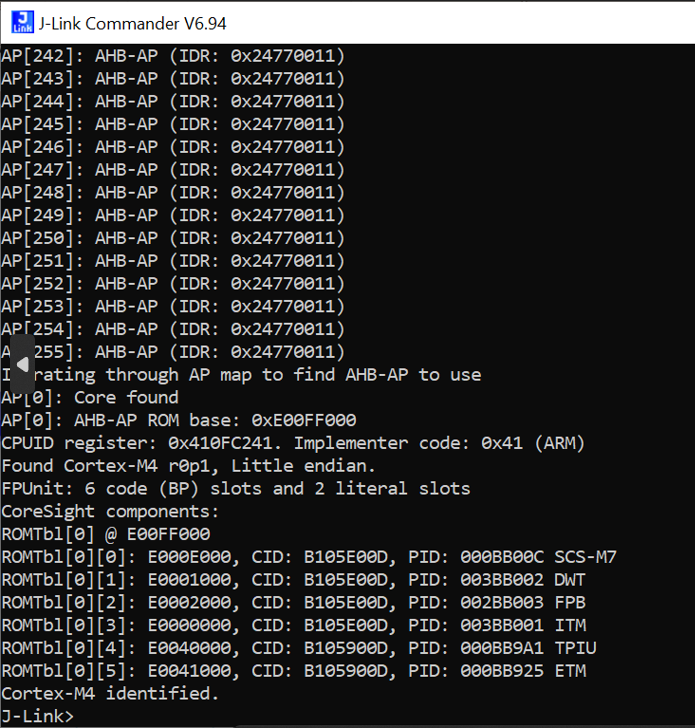 J-Link Commander V6.94
AP[242]: AHB-AP (IDR: 0x24770011)
AP[243]: AHB-AP (IDR: 0x24770011)
AP[244]: AHB-AP (IDR: 0x24770011)
AP[245]: AHB-AP (IDR: 0x24770011)
AP[246]: AHB-AP (IDR: 0x24770011)
AP[247]: AHB-AP (IDR: 0x24770011)
AP[248]: AHB-AP (IDR: 0x24770011)
AP[249]: AHB-AP (IDR: 0x24770011)
AP[250]: AHB-AP (IDR: 0x24770011)
AP[251]: AHB-AP (IDR: 0x24770011)
AP[252]: AHB-AP (IDR: 0x24770011)
AP[253]: AHB-AP (IDR: 0x24770011)
AP[254]: AHB-AP (IDR: 0x24770011)
255]: AHB-AP (IDR: 0x24770011)
rating through AP map to find AHB-AP to use
AP[0]: Core found
AP[0]: AHB-AP ROM base: 0xE00FF000
CPUID register: 0x410FC241. Implementer code: 0x41 (ARM)
Found Cortex-M4 r0p1, Little endian.
FPUnit: 6 code (BP) slots and 2 literal slots
CoreSight components:
ROMTbl[0] @ E00FF000
ROMTbl[0][0]: E000E000, CID: B105E00D, PID: 000BB00C SCS-M7
ROMTbl[0][1]: E0001000, CID: B105E00D, PID: 003BB002 DWT
ROMTbl[0][2]: E0002000, CID: B105E00D, PID: 002BB003 FPB
ROMTbl[0][3]: E0000000, CID: B105E00D, PID: 003BB001 ITM
ROMTbl[0][4]: E0040000, CID: B105900D, PID: 000BB9A1 TPIU
ROMTbl[0][5]: E0041000, CID: B105900D, PID: 000BB925 ETM
Cortex-M4 identified.
J-Link>